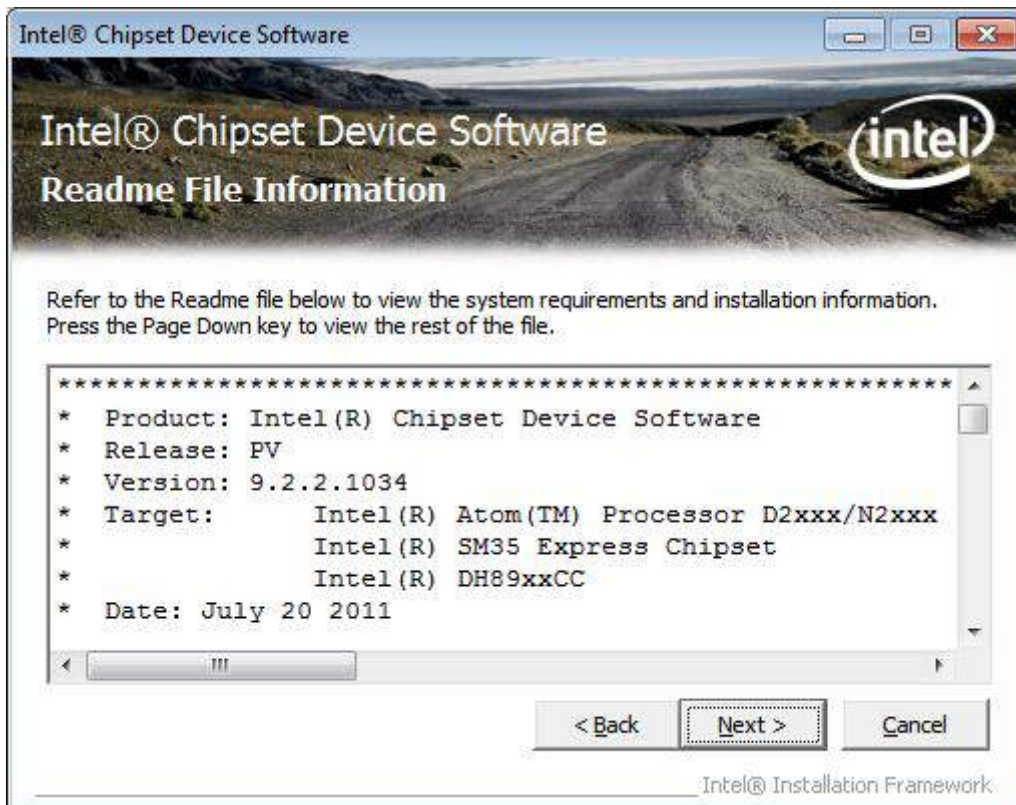 Intel® Chipset Device Software
Intel® Chipset Device Software
intel
Readme File Information
Refer to the Readme file below to view the system requirements and installation information.
Press the Page Down key to view the rest of the file.
********************************************************
* Product: Intel(R) Chipset Device Software
* Release: PV
* Version: 9.2.2.1034
* Target: Intel(R) Atom(TM) Processor D2xxx/N2xxx
* Intel(R) SM35 Express Chipset
* Intel(R) DH89xxCC
* Date: July 20 2011
< Back Next > Cancel
Intel® Installation Framework